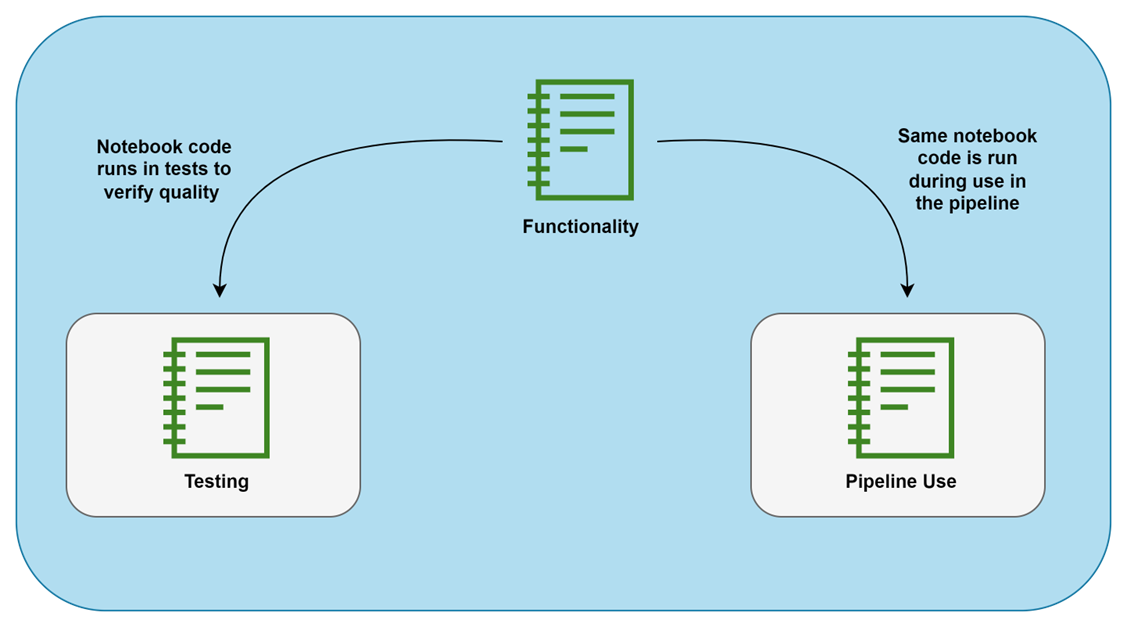 Notebook code
runs in tests to
verify quality
Functionality
Same notebook
code is run
during use in
the pipeline
Testing
Pipeline Use